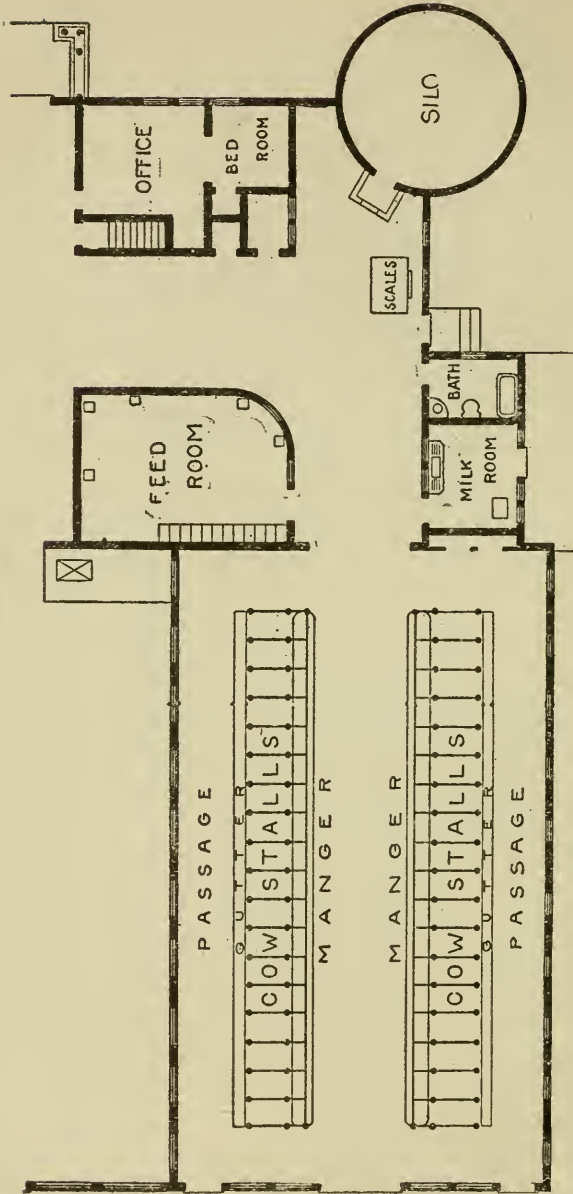 SILO
OFFICE
BED
ROOM
SCALES
BATH
FEED
ROOM
MILK
ROOM
PASSAGE
GUTTER
COW STALLS
MANGER
MANGER
COW STALLS
GUTTER
PASSAGE